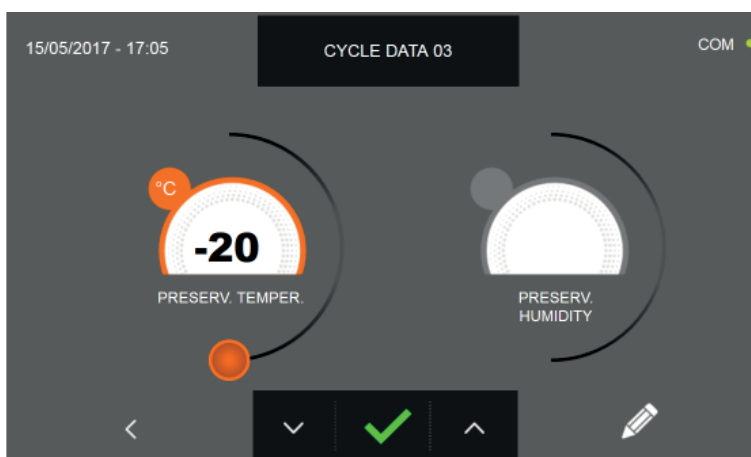 15/05/2017 - 17:05
CYCLE DATA 03
COM
°C
-20
PRESERV. TEMPER.
PRESERV.
HUMIDITY